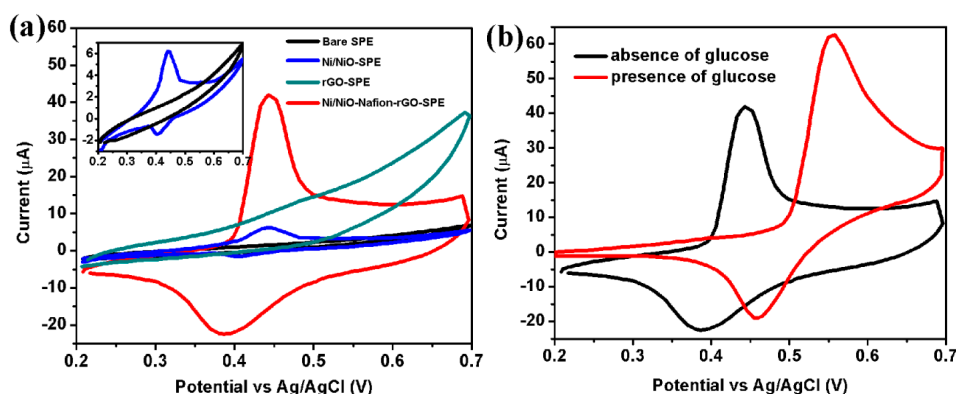 (a)
Bare SPE
Ni/NiO-SPE
rGO-SPE
Ni/NiO-Nafion-rGO-SPE
6
4
2
0
-2
0.2 0.3 0.4 0.5 0.6 0.7
60
50
40
30
20
10
0
-10
-20
Current (μA)
0.2 0.3 0.4 0.5 0.6 0.7
Potential vs Ag/AgCl (V)
(b)
absence of glucose
presence of glucose
60
50
40
30
20
10
0
-10
-20
Current (μA)
0.2 0.3 0.4 0.5 0.6 0.7
Potential vs Ag/AgCl (V)